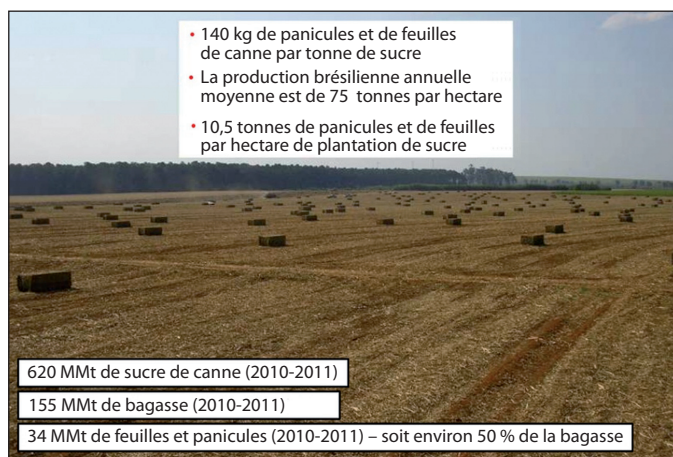 • 140 kg de panicules et de feuilles
de canne par tonne de sucre
• La production brésilienne annuelle
moyenne est de 75 tonnes par hectare
• 10,5 tonnes de panicules et de feuilles
par hectare de plantation de sucre
620 MMt de sucre de canne (2010-2011)
155 MMt de bagasse (2010-2011)
34 MMt de feuilles et panicules (2010-2011) – soit environ 50 % de la bagasse